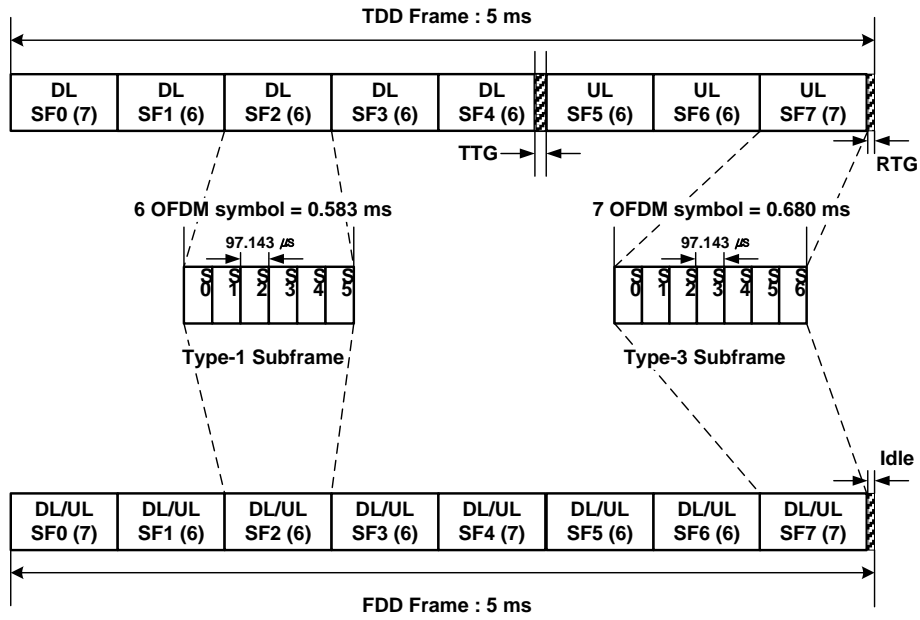 TDD Frame : 5 ms
DL DL DL DL DL UL UL UL
SF0 (7) SF1 (6) SF2 (6) SF3 (6) SF4 (6) SF5 (6) SF6 (6) SF7 (7)
TTG
RTG
6 OFDM symbol = 0.583 ms
7 OFDM symbol = 0.680 ms
97.143 ㎲
97.143 ㎲
S0 S1 S2 S3 S4 S5
S0 S1 S2 S3 S4 S5 S6
Type-1 Subframe
Type-3 Subframe
Idle
DL/UL DL/UL DL/UL DL/UL DL/UL DL/UL DL/UL DL/UL
SF0 (7) SF1 (6) SF2 (6) SF3 (6) SF4 (7) SF5 (6) SF6 (6) SF7 (7)
FDD Frame : 5 ms